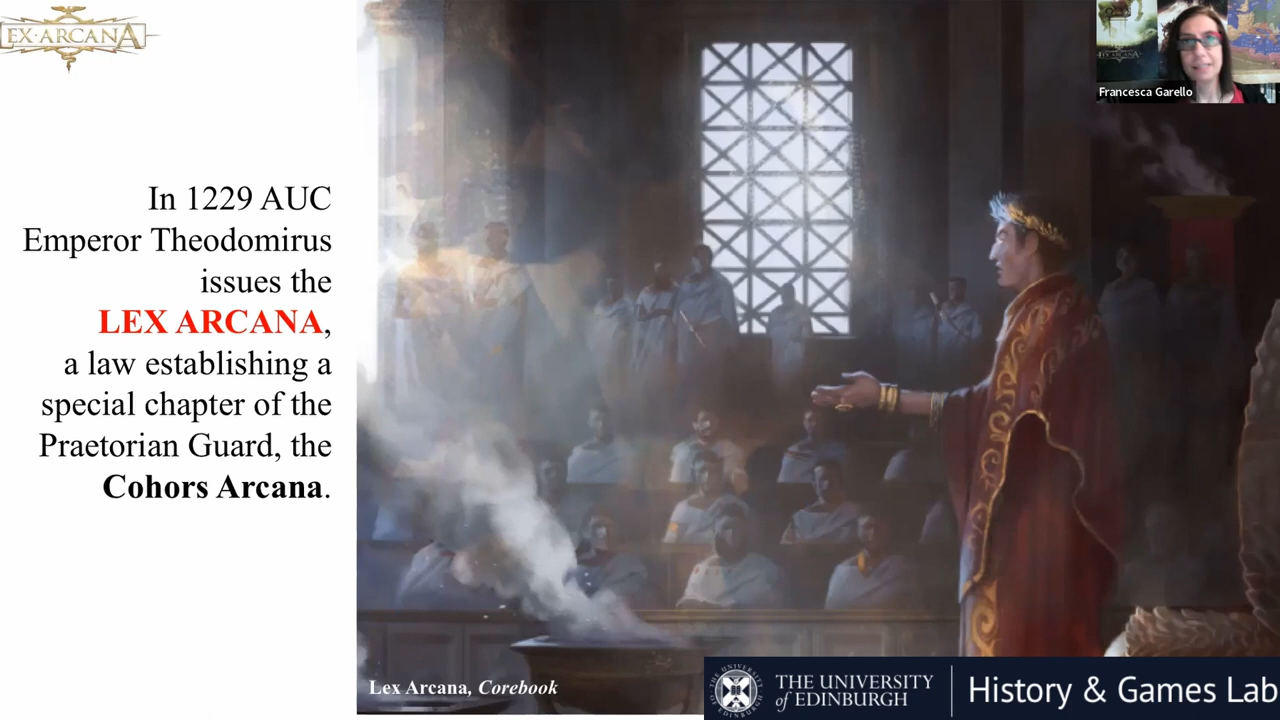 EX·ARCANA
Francesca Garello
In 1229 AUC
Emperor Theodomirus
issues the
LEX ARCANA,
a law establishing a
special chapter of the
Praetorian Guard, the
Cohors Arcana.
Lex Arcana, Corebook
THE UNIVERSITY
of EDINBURGH
History & Games Lab